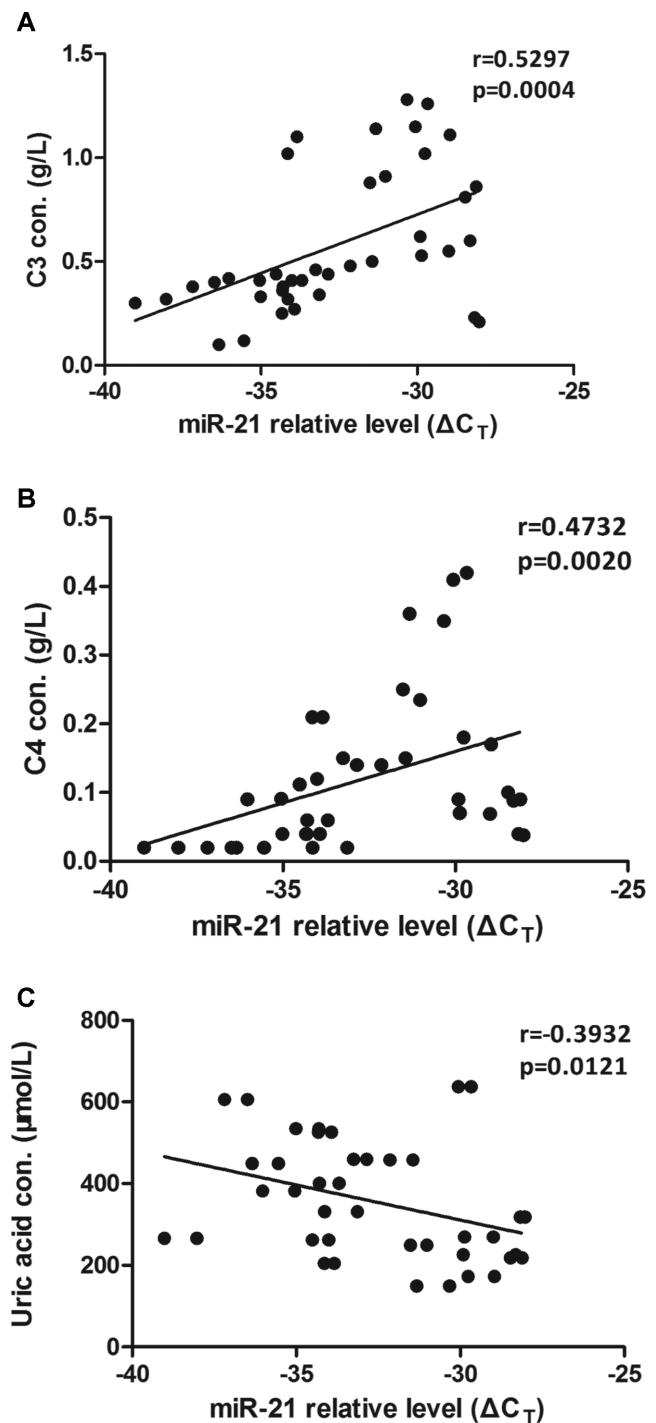 A
r=0.5297
p=0.0004
1.5
1.0
0.5
0.0
C3 con. (g/L)
-40 -35 -30 -25
miR-21 relative level (ΔCT)
B
r=0.4732
p=0.0020
0.5
0.4
0.3
0.2
0.1
0.0
C4 con. (g/L)
-40 -35 -30 -25
miR-21 relative level (ΔCT)
C
r=-0.3932
p=0.0121
800
600
400
200
0
Uric acid con. (μmol/L)
-40 -35 -30 -25
miR-21 relative level (ΔCT)